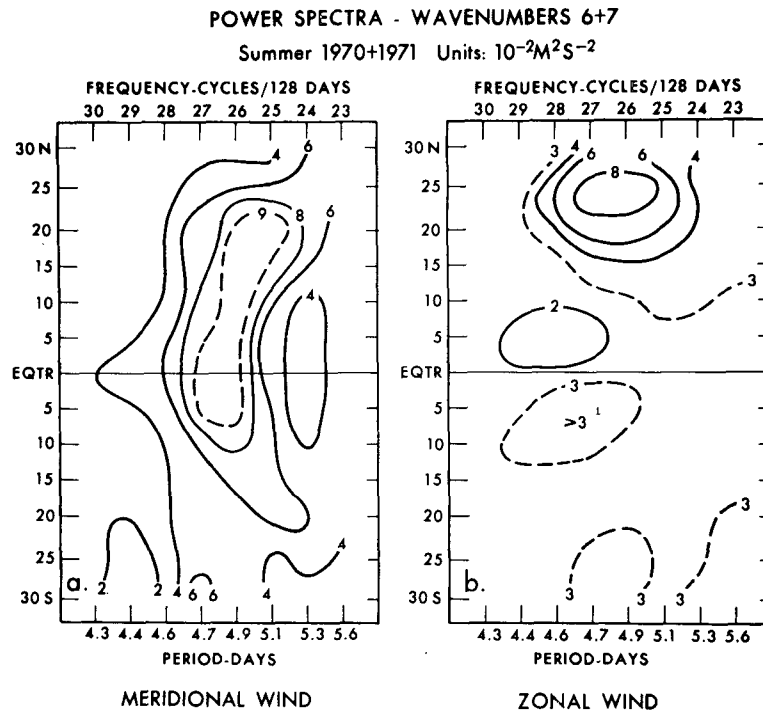 POWER SPECTRA - WAVENUMBERS 6+7
Summer 1970+1971 Units: 10⁻²M²S⁻²
FREQUENCY-CYCLES/128 DAYS
30 29 28 27 26 25 24 23
30 N
25
20
15
10
5
EQTR
5
10
15
20
25
30 S
4 6
9 8 6
4
2 2 4 6 6 4 4
a.
4.3 4.4 4.6 4.7 4.9 5.1 5.3 5.6
PERIOD-DAYS
MERIDIONAL WIND
FREQUENCY-CYCLES/128 DAYS
30 29 28 27 26 25 24 23
30 N
25
20
15
10
5
EQTR
5
10
15
20
25
30 S
3 4 6 6 4
8
3
2
3
>3
3
3 3 3
b.
4.3 4.4 4.6 4.7 4.9 5.1 5.3 5.6
PERIOD-DAYS
ZONAL WIND